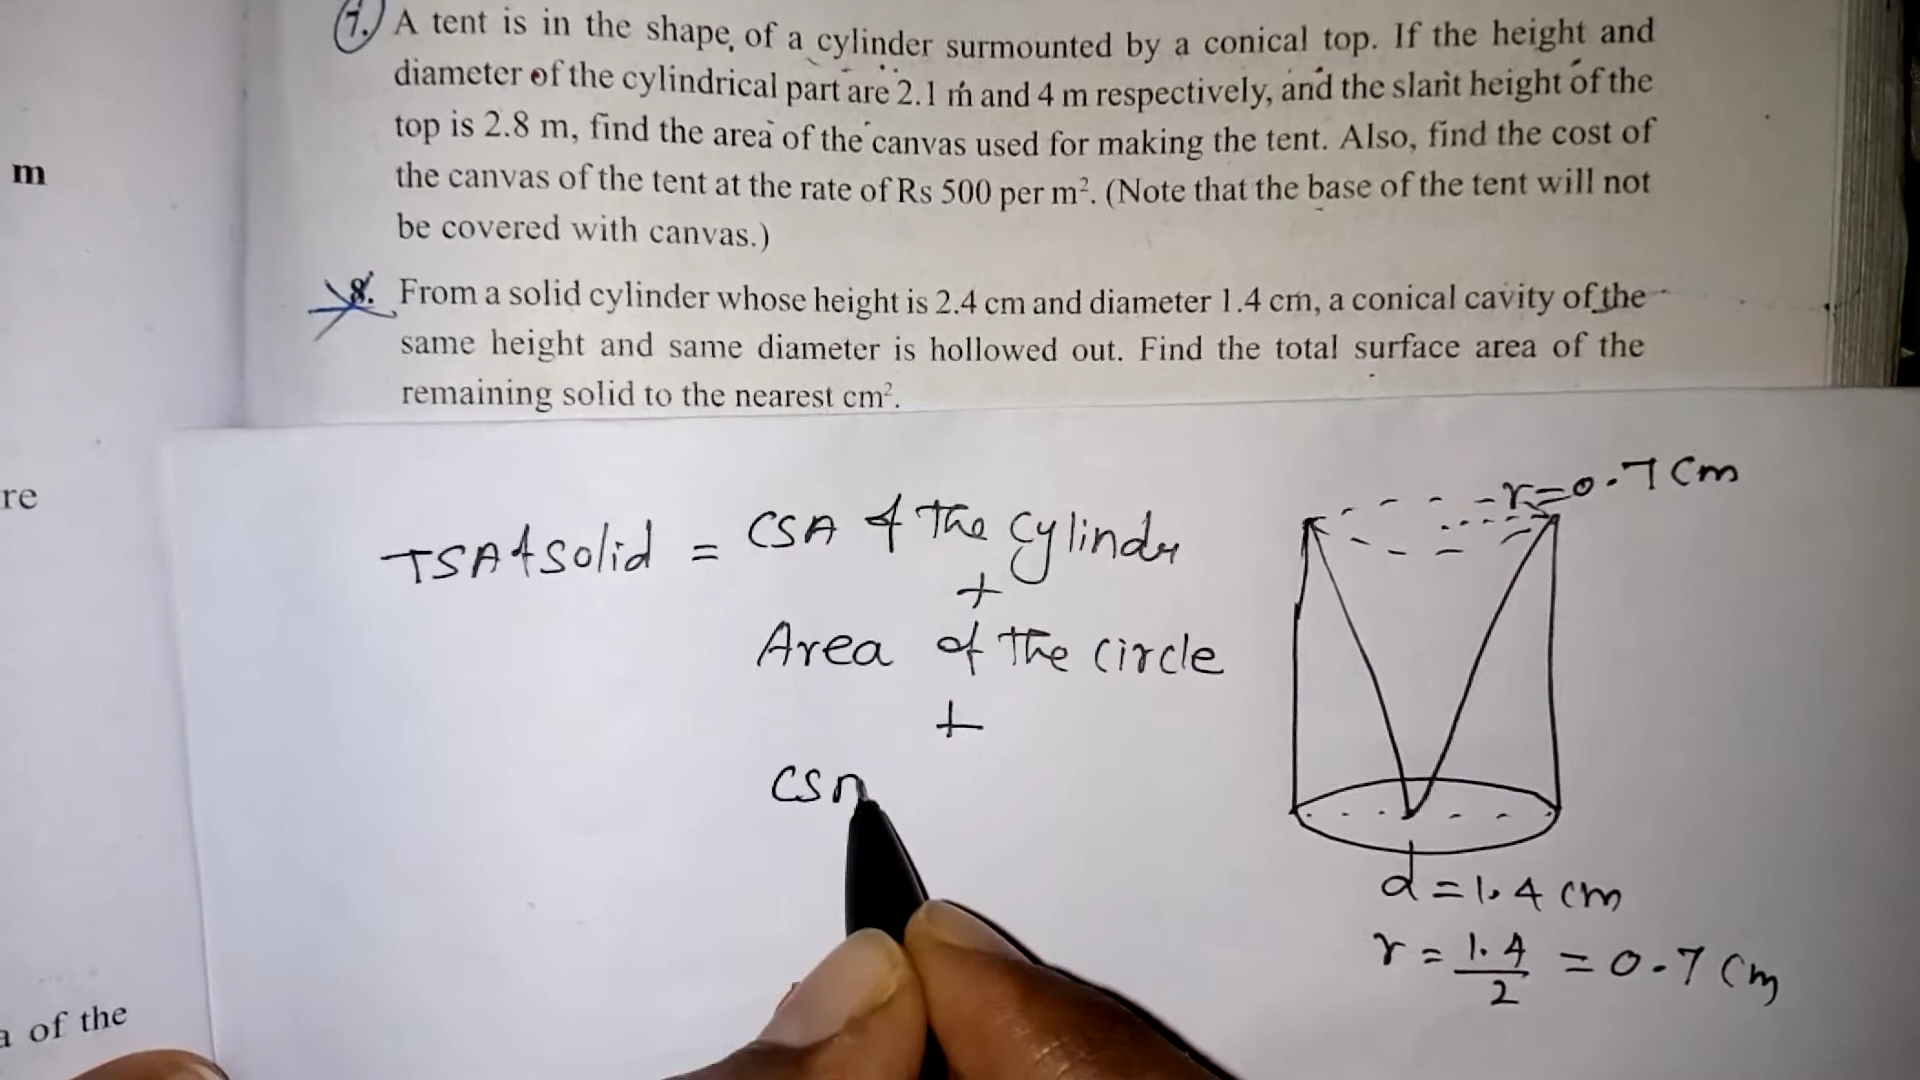 7. A tent is in the shape of a cylinder surmounted by a conical top. If the height and
diameter of the cylindrical part are 2.1 m and 4 m respectively, and the slant height of the
top is 2.8 m, find the area of the canvas used for making the tent. Also, find the cost of
the canvas of the tent at the rate of Rs 500 per m². (Note that the base of the tent will not
be covered with canvas.)
m
8. From a solid cylinder whose height is 2.4 cm and diameter 1.4 cm, a conical cavity of the
same height and same diameter is hollowed out. Find the total surface area of the
remaining solid to the nearest cm².
re
r=0.7 Cm
TSA of Solid = CSA of the Cylinder
+
Area of the circle
+
CSA
d=1.4 cm
r = 1.4/2 = 0.7 Cm
a of the